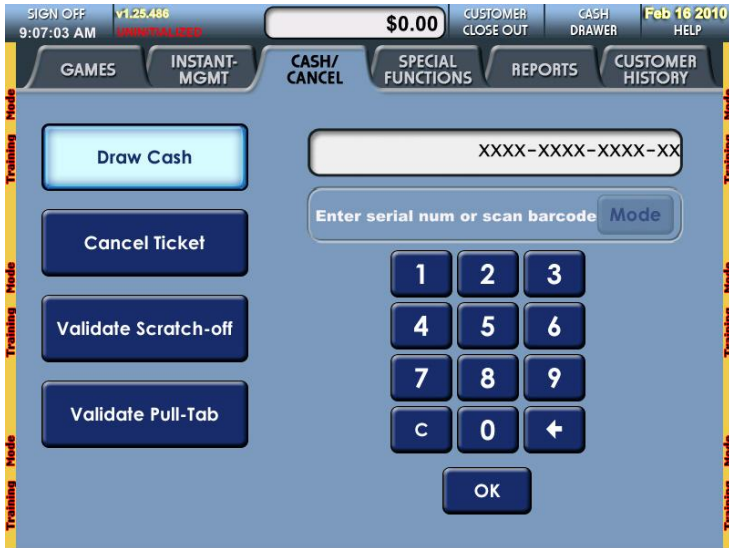 SIGN OFF v1.25.486 CUSTOMER CASH Feb 16 2010
9:07:03 AM UNINITIALIZED $0.00 CLOSE OUT DRAWER HELP
GAMES
INSTANT-
MGMT
CASH/
CANCEL
SPECIAL
FUNCTIONS
REPORTS
CUSTOMER
HISTORY
Draw Cash
Cancel Ticket
Validate Scratch-off
Validate Pull-Tab
XXXX-XXXX-XXXX-XX
Enter serial num or scan barcode Mode
1 2 3
4 5 6
7 8 9
C 0
OK
Training Mode
Training Mode
Training Mode
Training Mode
Training Mode
Training Mode